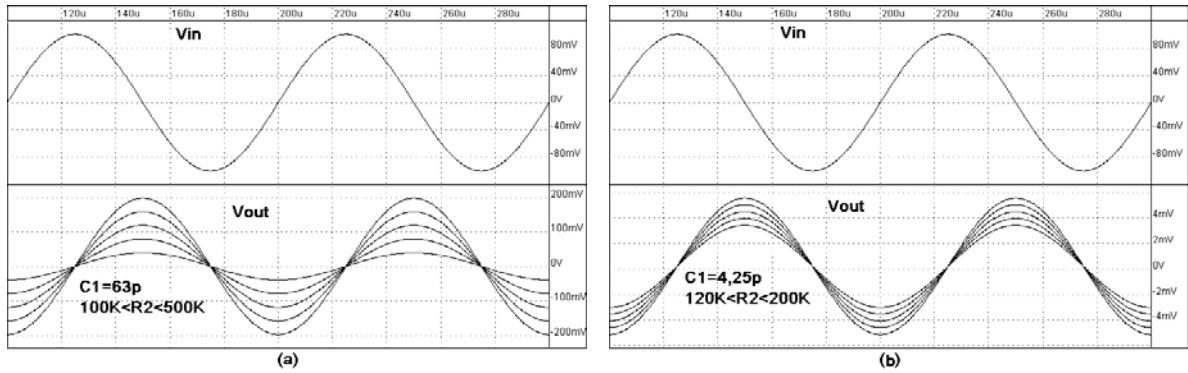 120u 140u 160u 180u 200u 220u 240u 260u 280u
Vin
80mV
40mV
0V
-40mV
-80mV
200mV
Vout
100mV
0V
C1=63p
100K<R2<500K
-100mV
-200mV
(a)
120u 140u 160u 180u 200u 220u 240u 260u 280u
Vin
80mV
40mV
0V
-40mV
-80mV
Vout
4mV
2mV
0V
C1=4,25p
120K<R2<200K
-2mV
-4mV
(b)